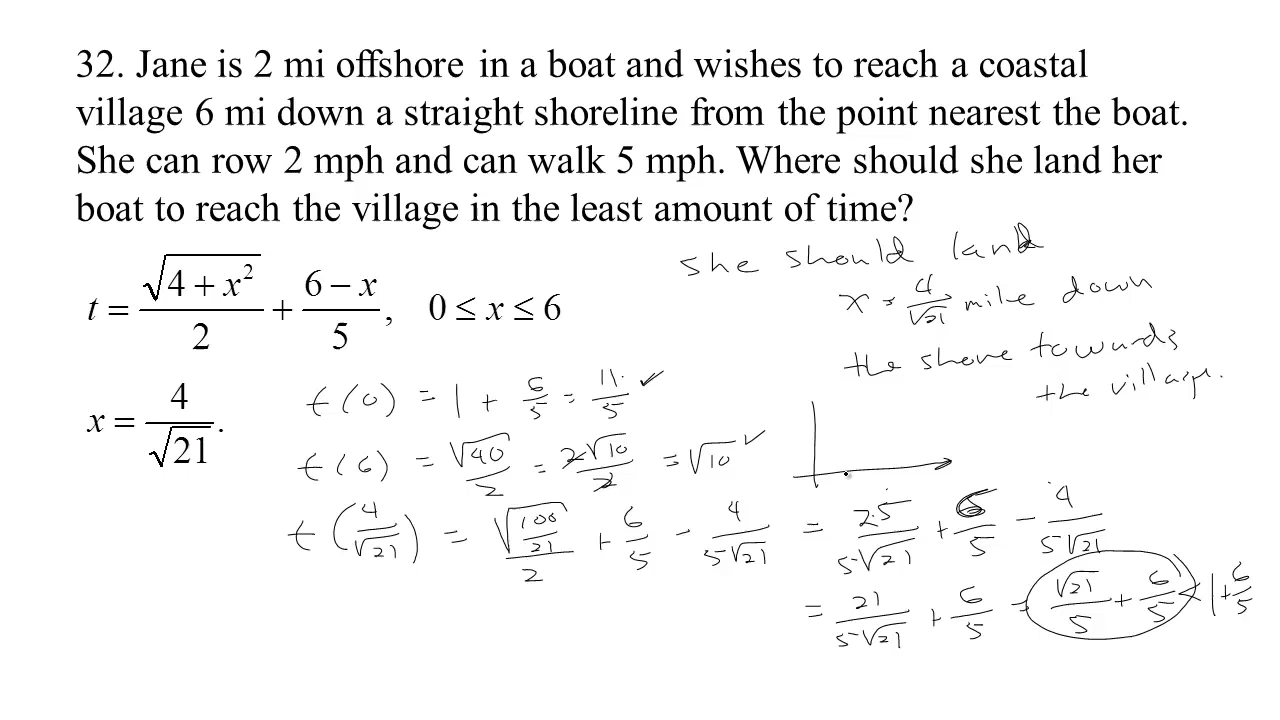 32. Jane is 2 mi offshore in a boat and wishes to reach a coastal
village 6 mi down a straight shoreline from the point nearest the boat.
She can row 2 mph and can walk 5 mph. Where should she land her
boat to reach the village in the least amount of time?
she should land
x = 4/√21 mile down
the shore towards
the village.
t = √(4 + x²)/2 + (6 − x)/5, 0 ≤ x ≤ 6
x = 4/√21.
t(0) = 1 + 6/5 = 11/5 ✓
t(6) = √40/2 = 2√10/2 = √10 ✓
t(4/√21) = √(100/21)/2 + 6/5 − 4/5√21 = 25/5√21 + 6/5 − 4/5√21
= 21/5√21 + 6/5 = √21/5 + 6/5 < 1 + 6/5